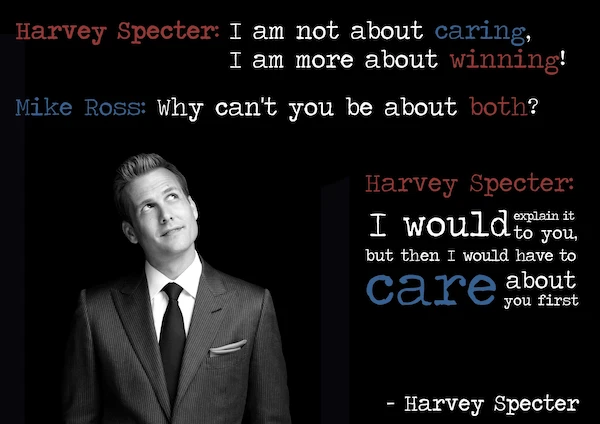 Harvey Specter: I am not about caring,
I am more about winning!
Mike Ross: Why can't you be about both?
Harvey Specter:
I would explain it
to you,
but then I would have to
care about
you first
- Harvey Specter